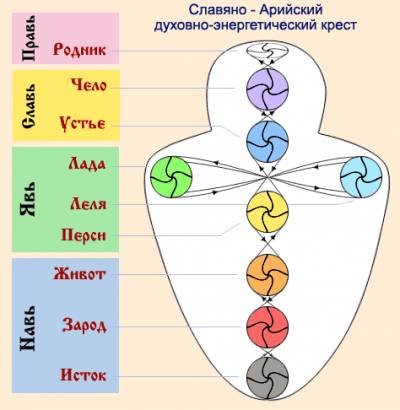 Славяно - Арийский
духовно-энергетический крест
Правь
Родник
Славь
Чело
Устье
Явь
Лада
Леля
Перси
Навь
Живот
Зарод
Исток